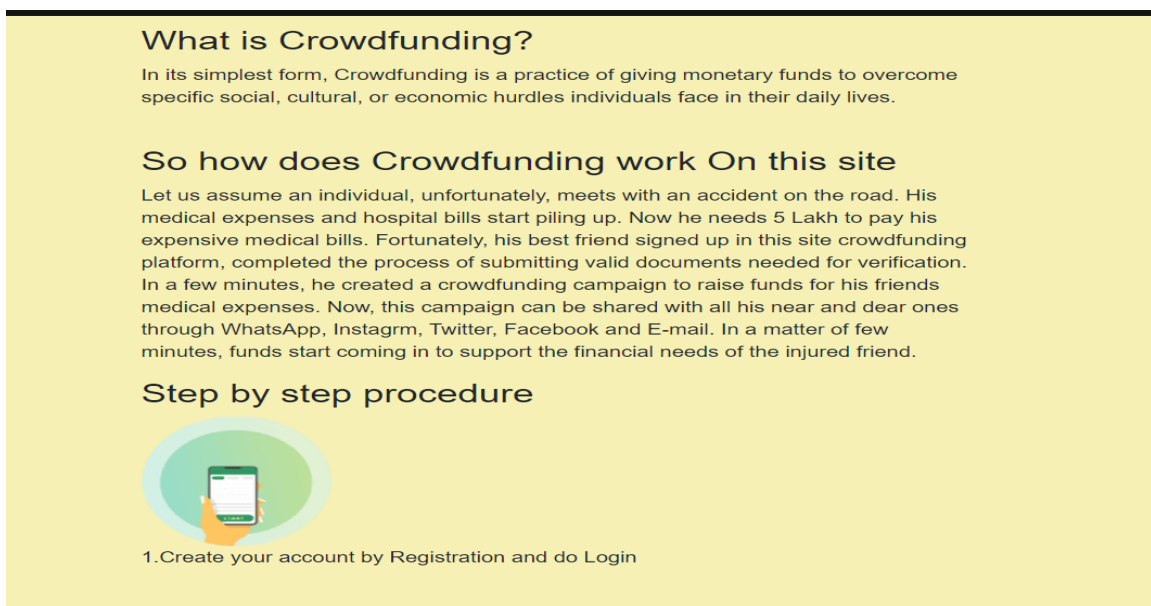 What is Crowdfunding?
In its simplest form, Crowdfunding is a practice of giving monetary funds to overcome
specific social, cultural, or economic hurdles individuals face in their daily lives.
So how does Crowdfunding work On this site
Let us assume an individual, unfortunately, meets with an accident on the road. His
medical expenses and hospital bills start piling up. Now he needs 5 Lakh to pay his
expensive medical bills. Fortunately, his best friend signed up in this site crowdfunding
platform, completed the process of submitting valid documents needed for verification.
In a few minutes, he created a crowdfunding campaign to raise funds for his friends
medical expenses. Now, this campaign can be shared with all his near and dear ones
through WhatsApp, Instagrm, Twitter, Facebook and E-mail. In a matter of few
minutes, funds start coming in to support the financial needs of the injured friend.
Step by step procedure
1.Create your account by Registration and do Login